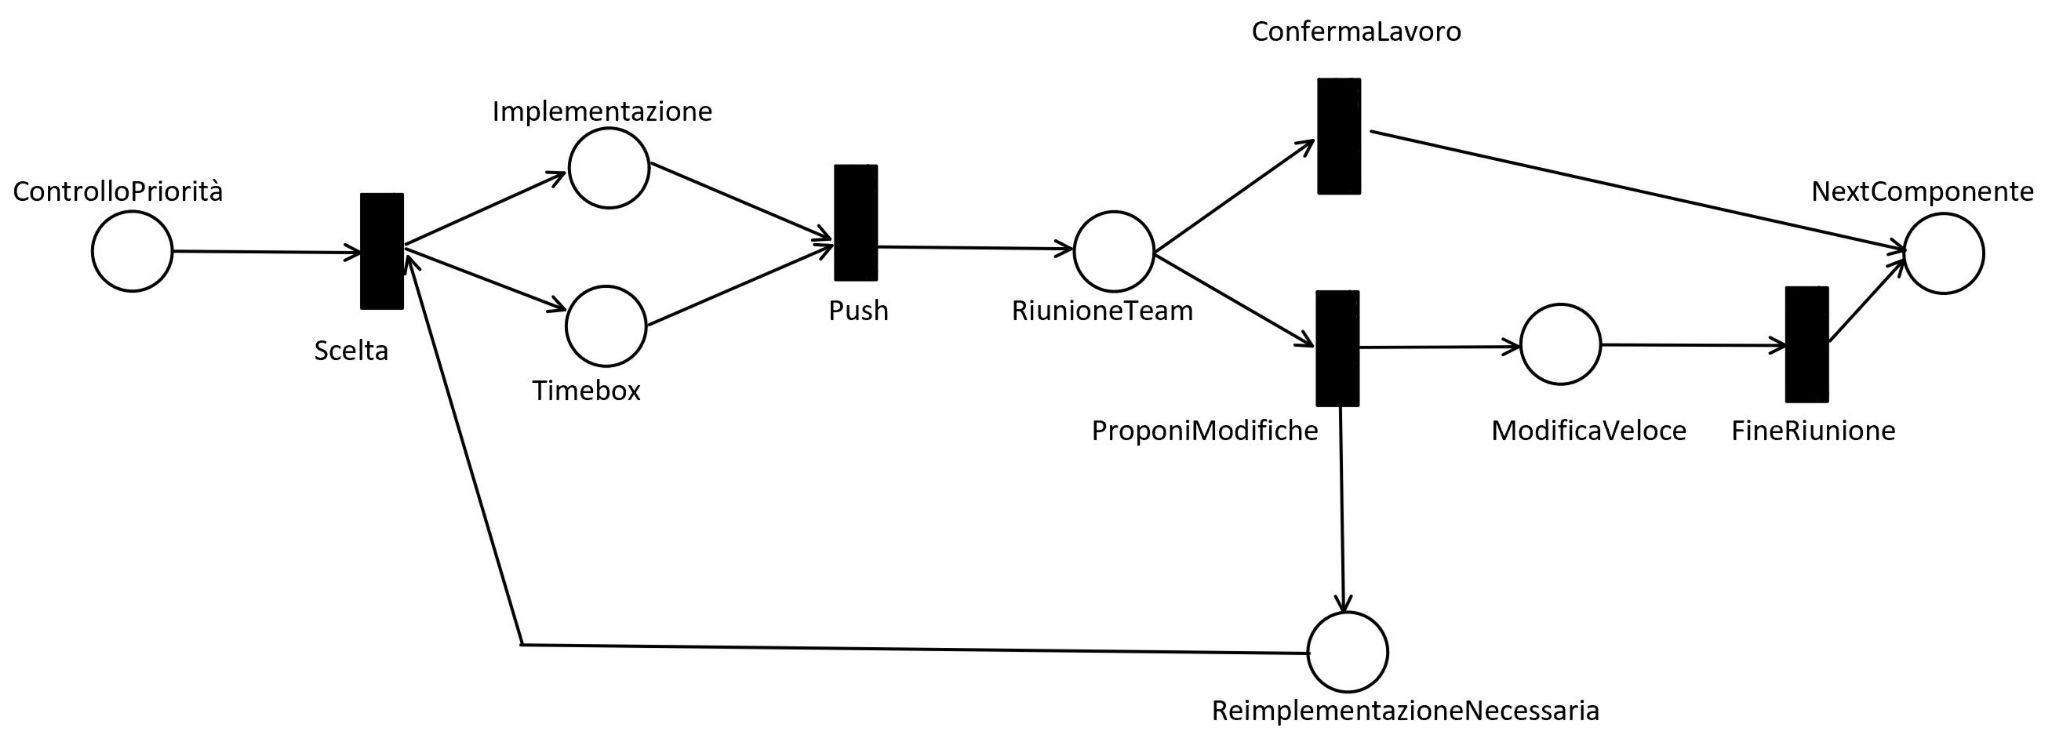 ConfermaLavoro
Implementazione
ControlloPriorità
NextComponente
Push
RiunioneTeam
Scelta
Timebox
ProponiModifiche
ModificaVeloce
FineRiunione
ReimplementazioneNecessaria